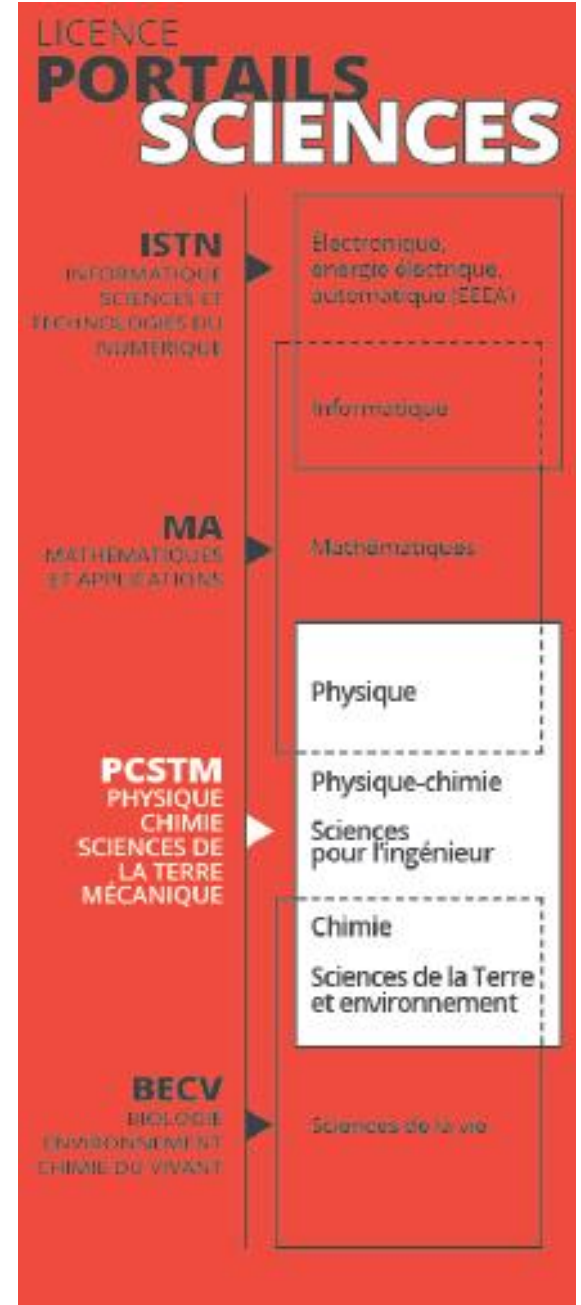 LICENCE
PORTAILS
SCIENCES
ISTN
INFORMATIQUE
SCIENCES ET
TECHNOLOGIES DU
NUMÉRIQUE
Électronique,
énergie électrique,
automatique (EEEA)
Informatique
MA
MATHÉMATIQUES
ET APPLICATIONS
Mathématiques
Physique
PCSTM
PHYSIQUE
CHIMIE
SCIENCES DE
LA TERRE
MÉCANIQUE
Physique-chimie
Sciences
pour l'ingénieur
Chimie
Sciences de la Terre
et environnement
BECV
BIOLOGIE
ENVIRONNEMENT
CHIMIE DU VIVANT
Sciences de la vie